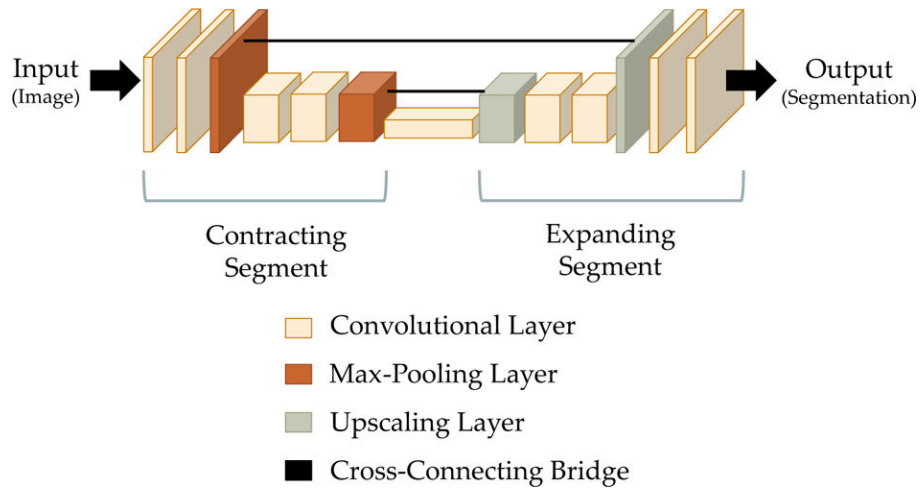 Input
(Image)
Output
(Segmentation)
Contracting
Segment
Expanding
Segment
Convolutional Layer
Max-Pooling Layer
Upscaling Layer
Cross-Connecting Bridge